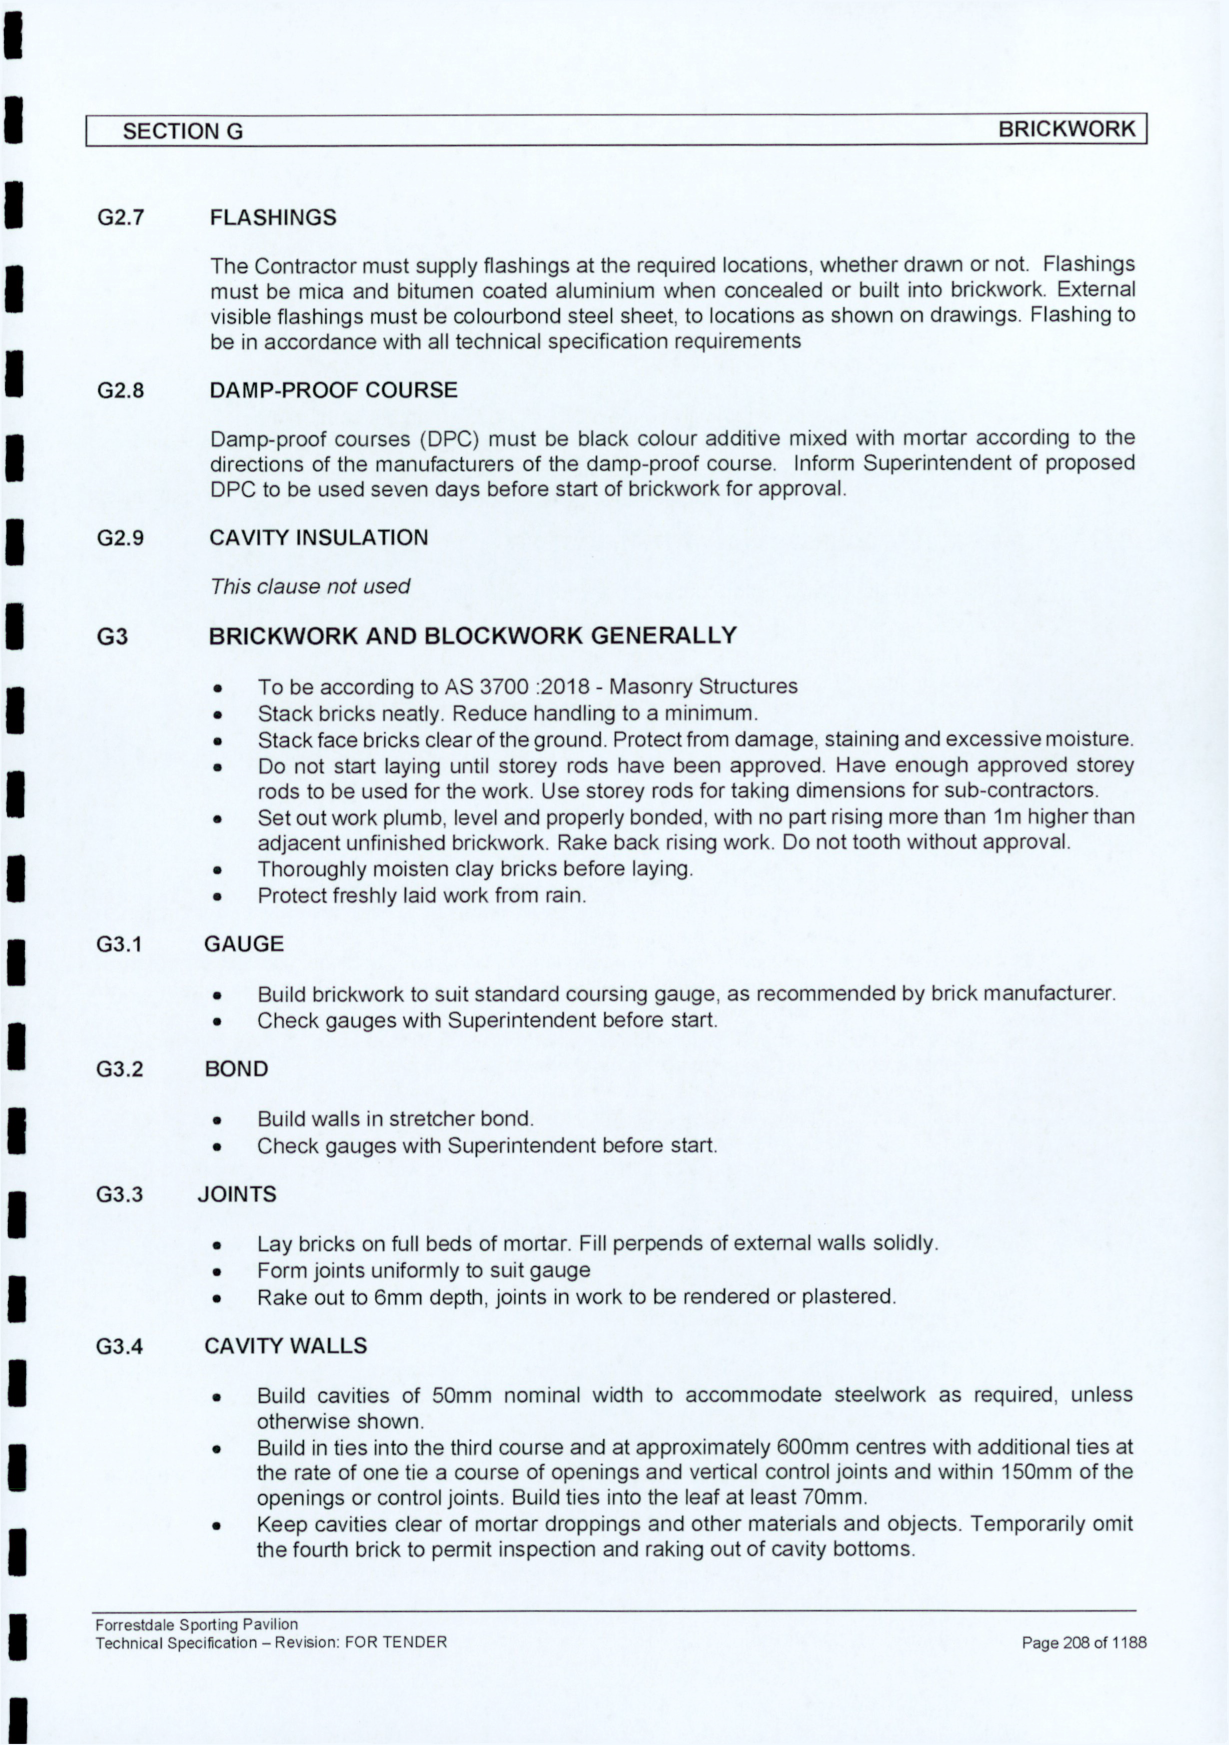 SECTION G BRICKWORK
G2.7 FLASHINGS
The Contractor must supply flashings at the required locations, whether drawn or not. Flashings
must be mica and bitumen coated aluminium when concealed or built into brickwork. External
visible flashings must be colourbond steel sheet, to locations as shown on drawings. Flashing to
be in accordance with all technical specification requirements
G2.8 DAMP-PROOF COURSE
Damp-proof courses (DPC) must be black colour additive mixed with mortar according to the
directions of the manufacturers of the damp-proof course. Inform Superintendent of proposed
DPC to be used seven days before start of brickwork for approval.
G2.9 CAVITY INSULATION
This clause not used
G3 BRICKWORK AND BLOCKWORK GENERALLY
• To be according to AS 3700 :2018 - Masonry Structures
• Stack bricks neatly. Reduce handling to a minimum.
• Stack face bricks clear of the ground. Protect from damage, staining and excessive moisture.
• Do not start laying until storey rods have been approved. Have enough approved storey
rods to be used for the work. Use storey rods for taking dimensions for sub-contractors.
• Set out work plumb, level and properly bonded, with no part rising more than 1m higher than
adjacent unfinished brickwork. Rake back rising work. Do not tooth without approval.
• Thoroughly moisten clay bricks before laying.
• Protect freshly laid work from rain.
G3.1 GAUGE
• Build brickwork to suit standard coursing gauge, as recommended by brick manufacturer.
• Check gauges with Superintendent before start.
G3.2 BOND
• Build walls in stretcher bond.
• Check gauges with Superintendent before start.
G3.3 JOINTS
• Lay bricks on full beds of mortar. Fill perpends of external walls solidly.
• Form joints uniformly to suit gauge
• Rake out to 6mm depth, joints in work to be rendered or plastered.
G3.4 CAVITY WALLS
• Build cavities of 50mm nominal width to accommodate steelwork as required, unless
otherwise shown.
• Build in ties into the third course and at approximately 600mm centres with additional ties at
the rate of one tie a course of openings and vertical control joints and within 150mm of the
openings or control joints. Build ties into the leaf at least 70mm.
• Keep cavities clear of mortar droppings and other materials and objects. Temporarily omit
the fourth brick to permit inspection and raking out of cavity bottoms.
Forrestdale Sporting Pavilion
Technical Specification – Revision: FOR TENDER Page 208 of 1188